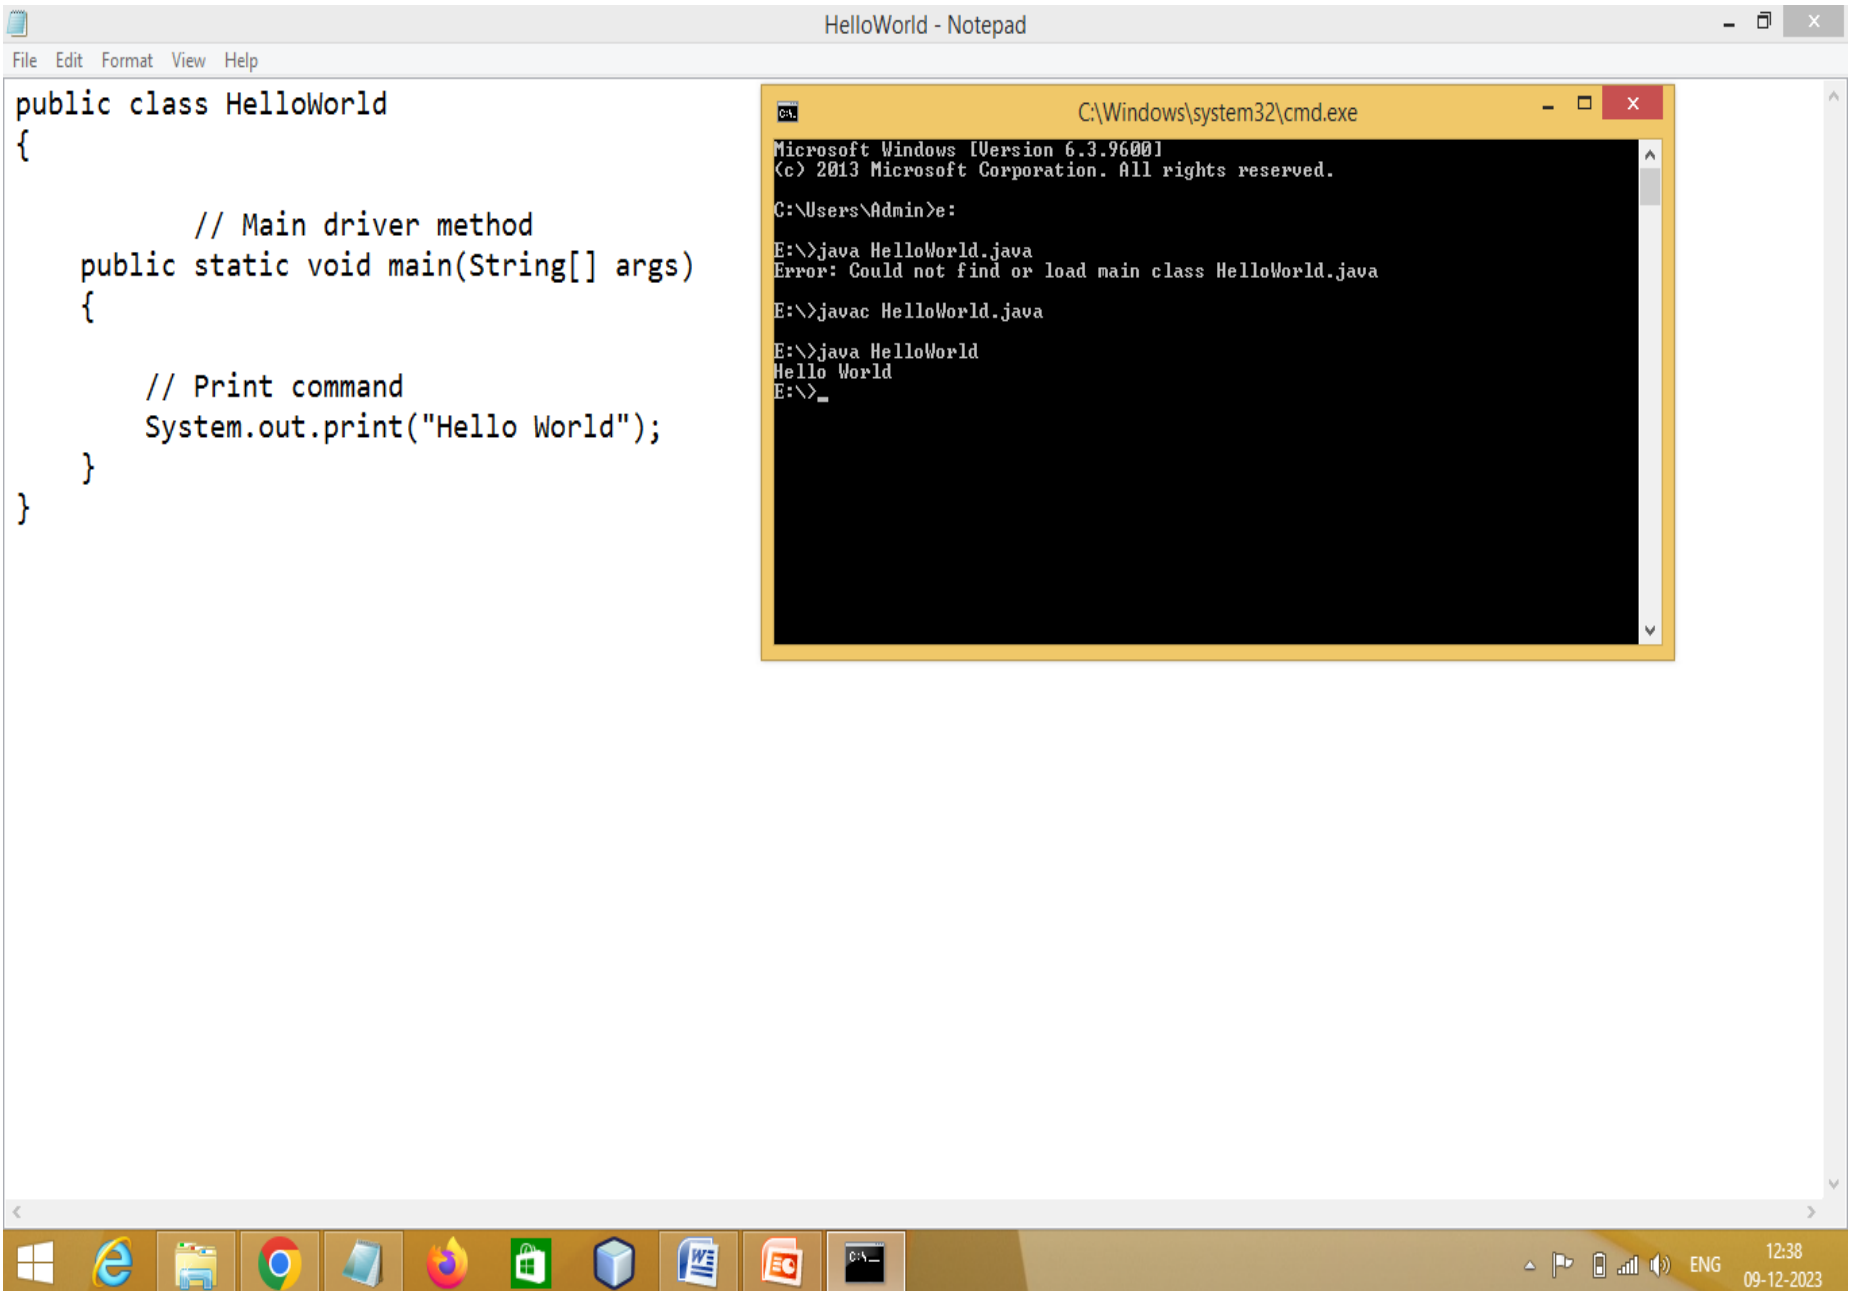 HelloWorld - Notepad
File Edit Format View Help
public class HelloWorld
{
// Main driver method
public static void main(String[] args)
{
// Print command
System.out.print("Hello World");
}
}
C:\Windows\system32\cmd.exe
Microsoft Windows [Version 6.3.9600]
(c) 2013 Microsoft Corporation. All rights reserved.
C:\Users\Admin>e:
E:\>java HelloWorld.java
Error: Could not find or load main class HelloWorld.java
E:\>javac HelloWorld.java
E:\>java HelloWorld
Hello World
E:\>_
ENG
12:38
09-12-2023